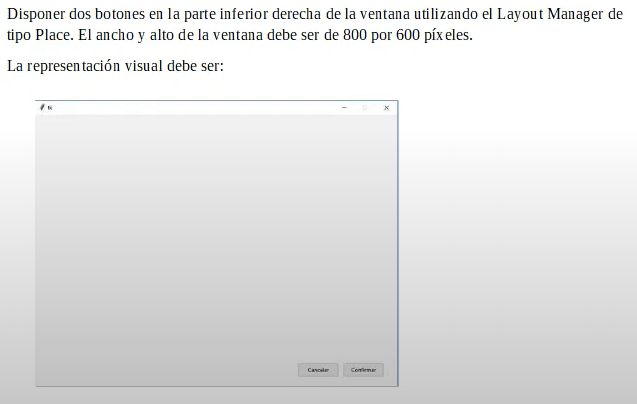 Disponer dos botones en la parte inferior derecha de la ventana utilizando el Layout Manager de
tipo Place. El ancho y alto de la ventana debe ser de 800 por 600 píxeles.
La representación visual debe ser:
tk
Cancelar Confirmar